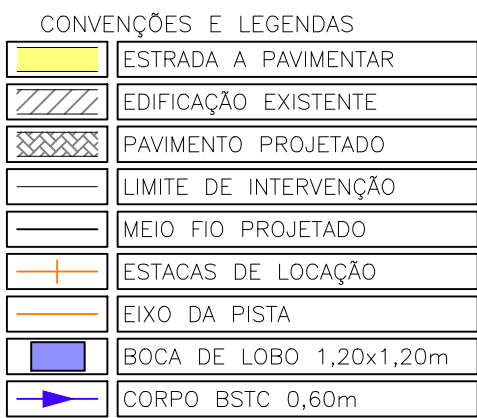 CONVENÇÕES E LEGENDAS
ESTRADA A PAVIMENTAR
EDIFICAÇÃO EXISTENTE
PAVIMENTO PROJETADO
LIMITE DE INTERVENÇÃO
MEIO FIO PROJETADO
ESTACAS DE LOCAÇÃO
EIXO DA PISTA
BOCA DE LOBO 1,20x1,20m
CORPO BSTC 0,60m